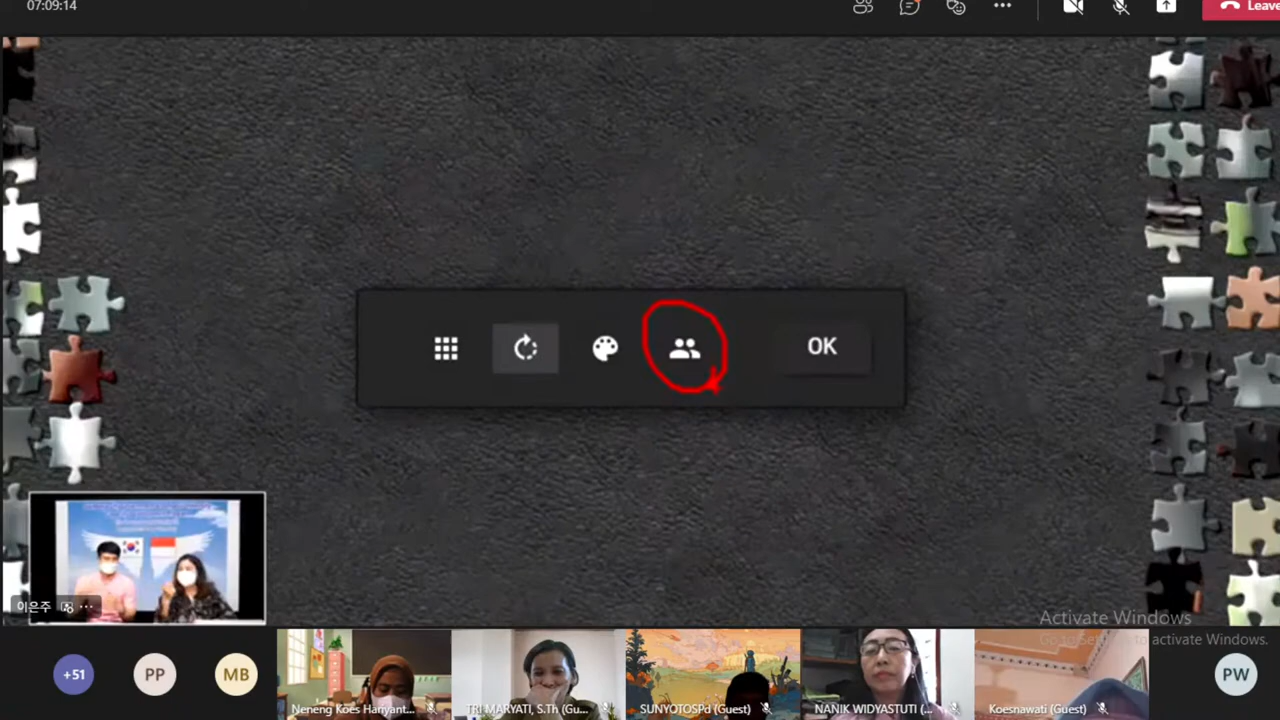 07:09:14
Leave
OK
이은주
Activate Windows
Go to Settings to activate Windows.
+51
PP
MB
Neneng Koes Hariyant...
TRI MARYATI, S.Th (Gu...
SUNYOTOSPd (Guest)
NANIK WIDYASTUTI (...
Koesnawati (Guest)
PW